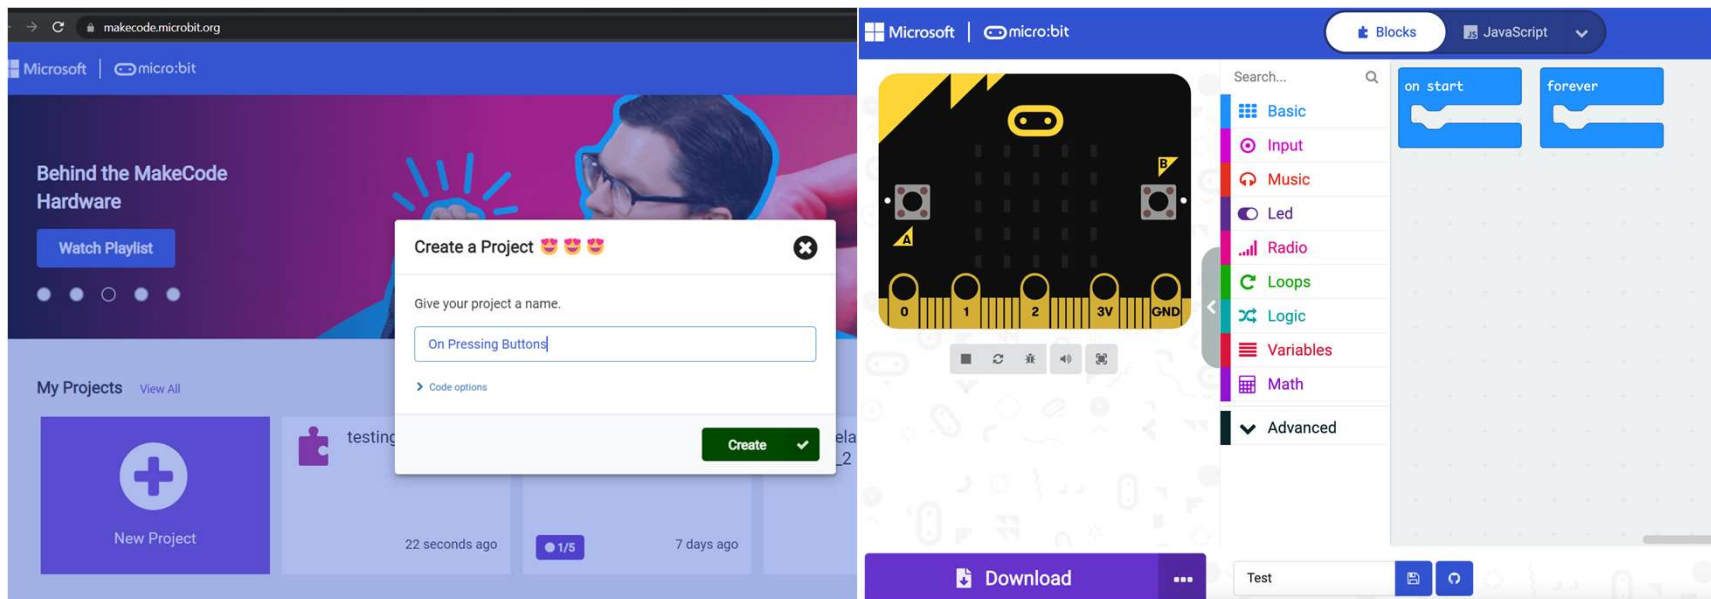 makecode.microbit.org
Microsoft | micro:bit
Behind the MakeCode
Hardware
Watch Playlist
Create a Project 😍 😍 😍
Give your project a name.
On Pressing Buttons
Code options
Create
My Projects View All
New Project
testing
22 seconds ago
1/5
7 days ago
_2
Microsoft | micro:bit
Blocks
JS JavaScript
B
A
0 1 2 3V GND
Search...
Basic
Input
Music
Led
Radio
Loops
Logic
Variables
Math
Advanced
on start
forever
Download
...
Test